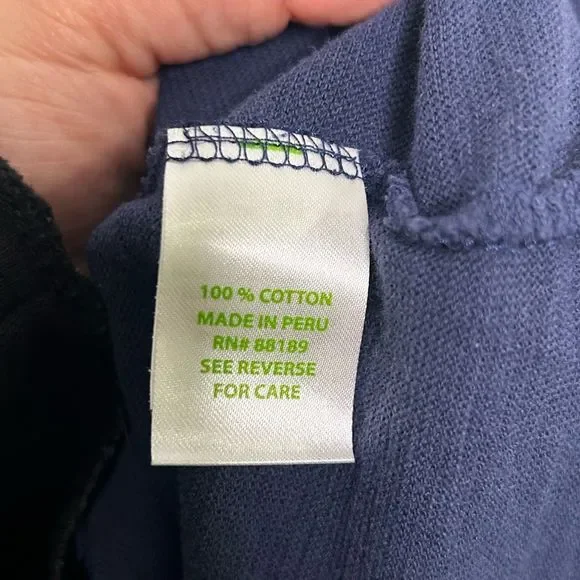 100 % COTTON
MADE IN PERU
RN# 88189
SEE REVERSE
FOR CARE